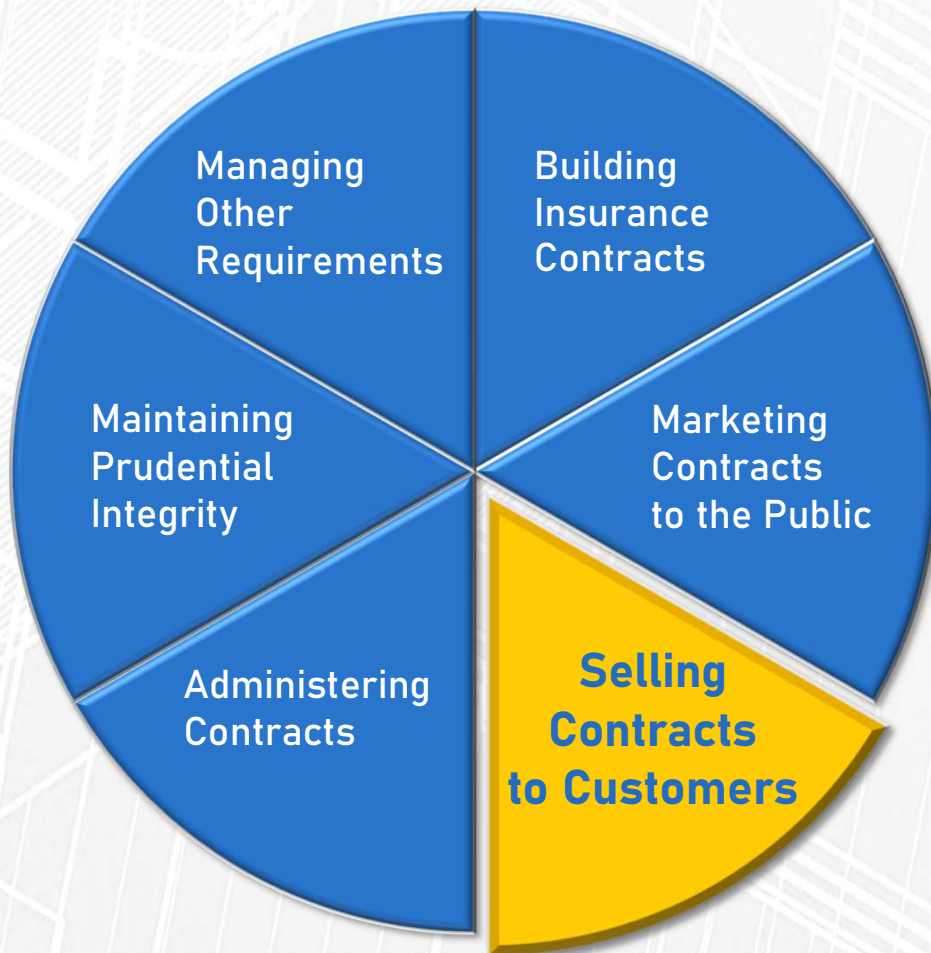 Managing
Other
Requirements
Building
Insurance
Contracts
Maintaining
Prudential
Integrity
Marketing
Contracts
to the Public
Administering
Contracts
Selling
Contracts
to Customers